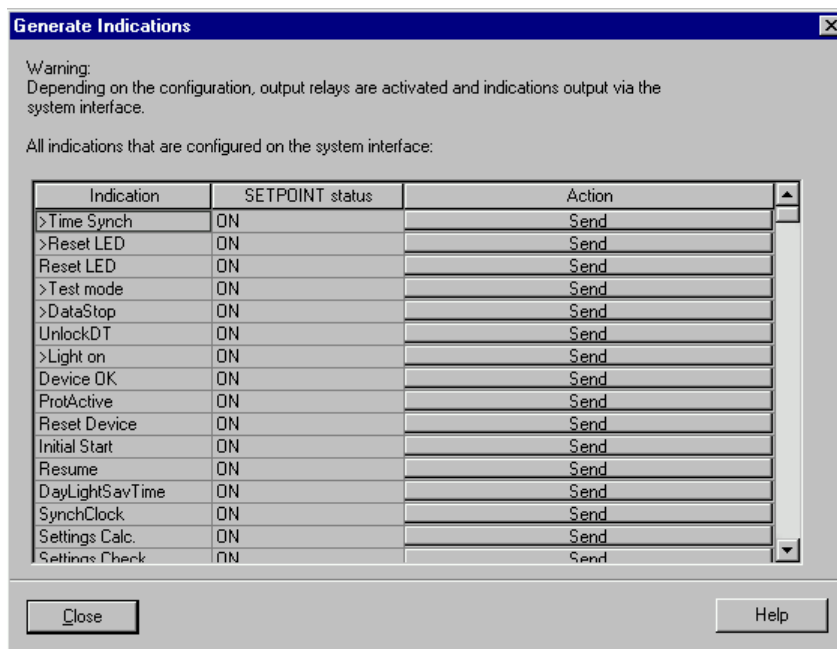 Generate Indications
Warning:
Depending on the configuration, output relays are activated and indications output via the
system interface.
All indications that are configured on the system interface:
Indication SETPOINT status Action
>Time Synch ON Send
>Reset LED ON Send
Reset LED ON Send
>Test mode ON Send
>DataStop ON Send
UnlockDT ON Send
>Light on ON Send
Device OK ON Send
ProtActive ON Send
Reset Device ON Send
Initial Start ON Send
Resume ON Send
DayLightSavTime ON Send
SynchClock ON Send
Settings Calc. ON Send
Settings Check ON Send
Close Help